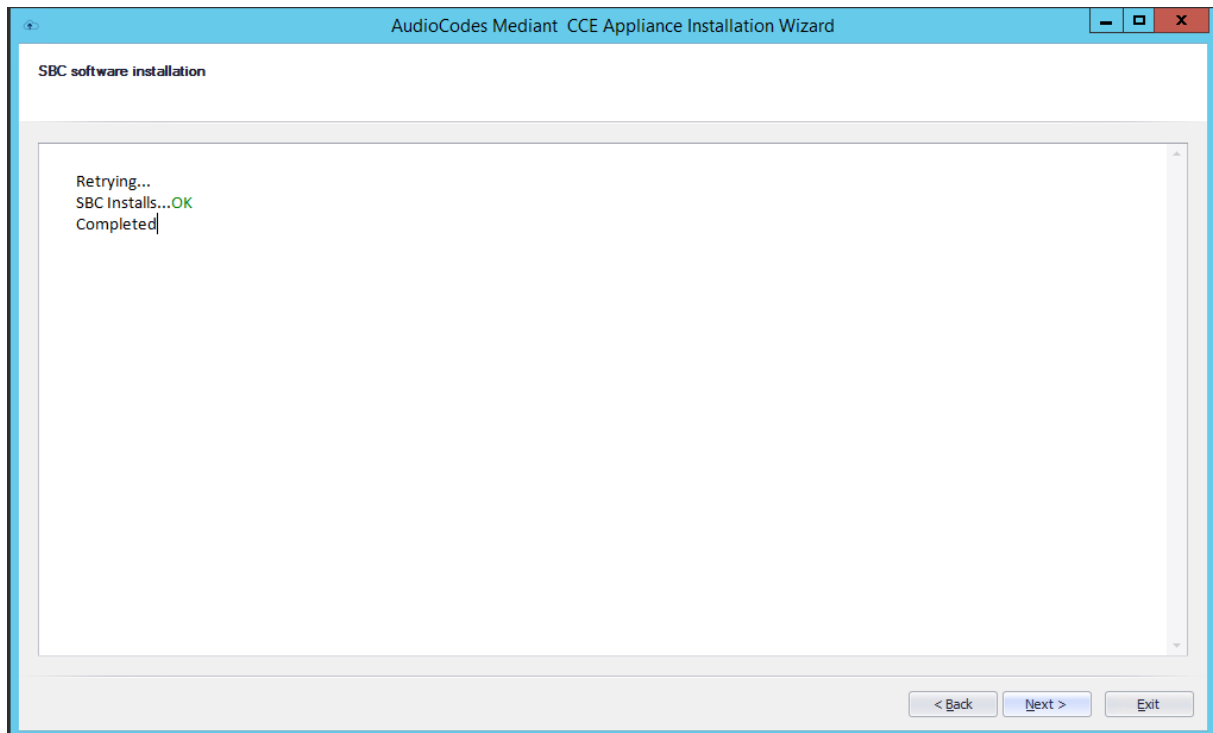 AudioCodes Mediant  CCE Appliance Installation Wizard
SBC software installation
Retrying...
SBC Installs...OK
Completed
< Back
Next >
Exit